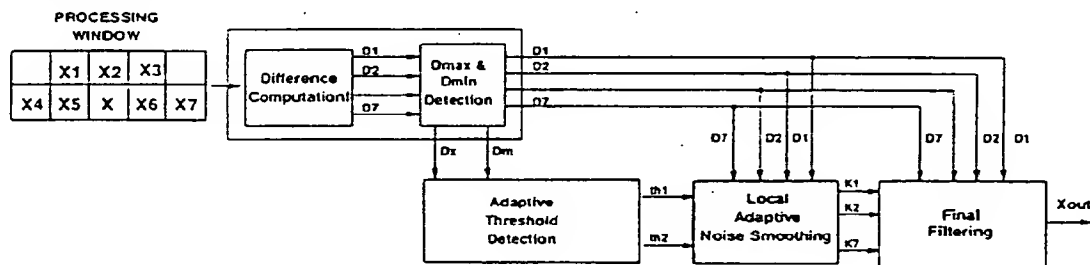 PROCESSING
WINDOW
X1 X2 X3
X4 X5 X X6 X7
Difference
Computation
D1
D2
D7
Dmax &
Dmin
Detection
D1
D2
D7
Dx Dm
D7 D2 D1
D7 D2 D1
Adaptive
Threshold
Detection
th1
th2
Local
Adaptive
Noise Smoothing
K1
K2
K7
Final
Filtering
Xout